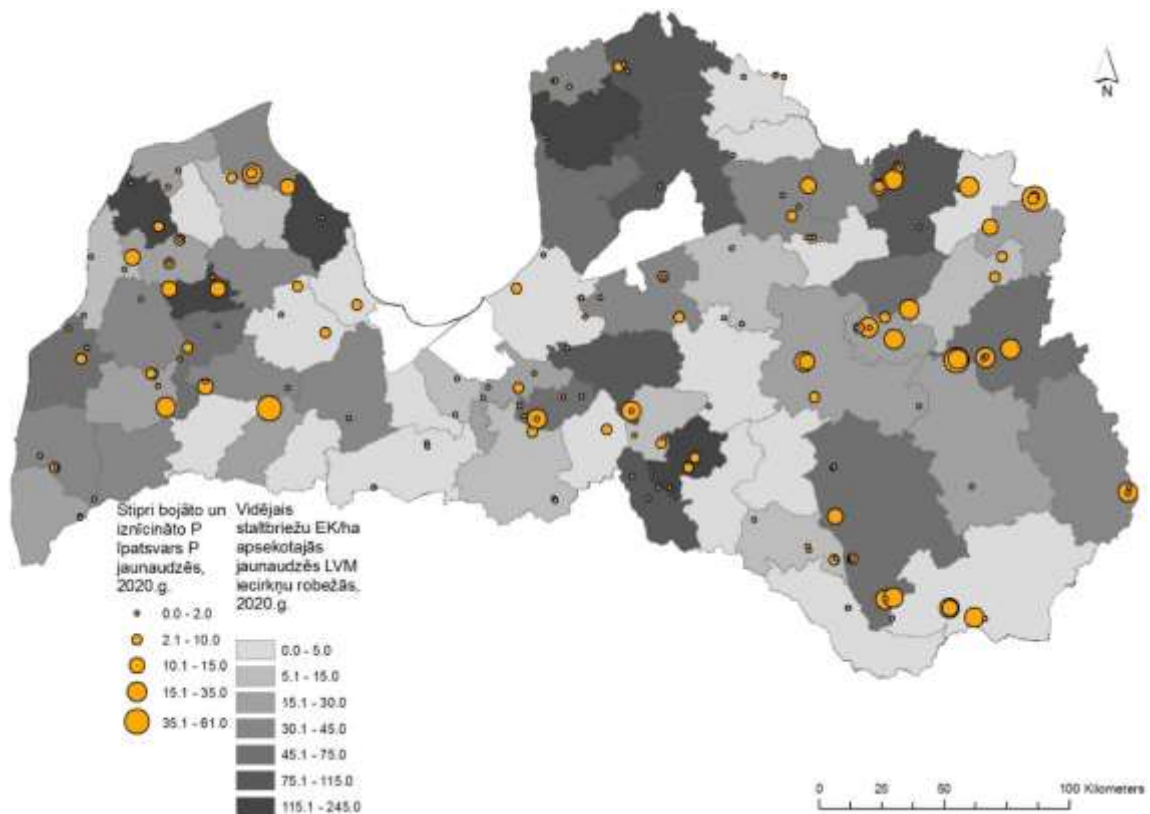 N
Stipri bojāto un
iznīcināto P
īpatsvars P
jaunaudzēs,
2020.g.
0.0 - 2.0
2.1 - 10.0
10.1 - 15.0
15.1 - 35.0
35.1 - 61.0
Vidējais
staltbriežu EK/ha
apsekotajās
jaunaudzēs LVM
iecirkņu robežās,
2020.g.
0.0 - 5.0
5.1 - 15.0
15.1 - 30.0
30.1 - 45.0
45.1 - 75.0
75.1 - 115.0
115.1 - 245.0
0 25 50 100 Kilometers